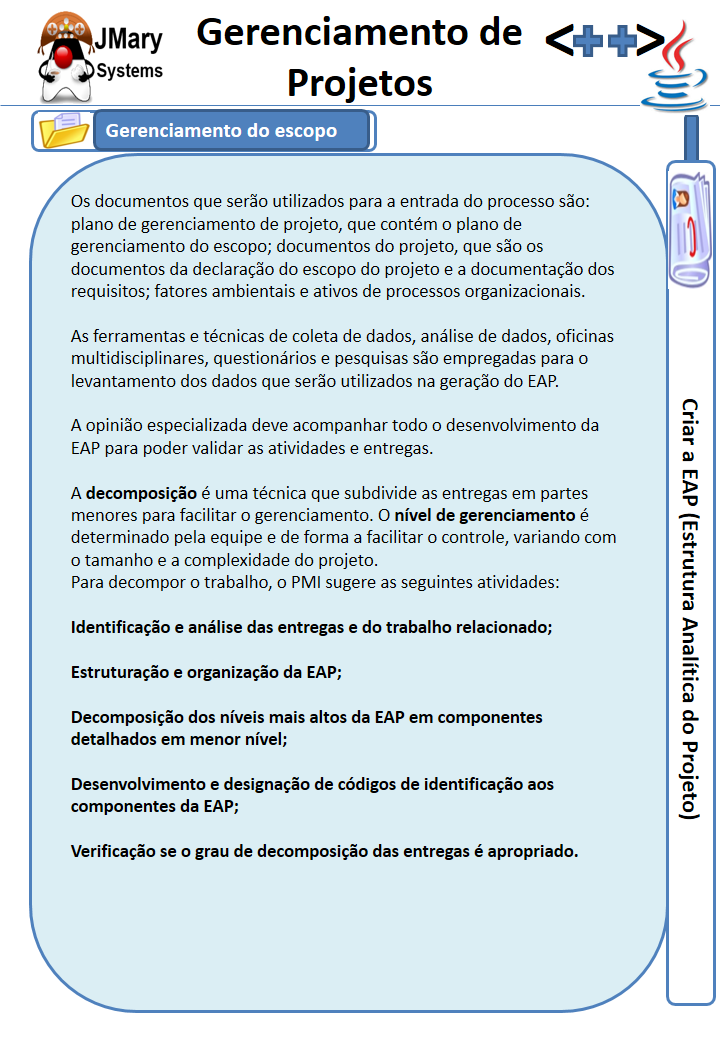 JMary
Systems
Gerenciamento de
Projetos
<++>
Gerenciamento do escopo
Os documentos que serão utilizados para a entrada do processo são:
plano de gerenciamento de projeto, que contém o plano de
gerenciamento do escopo; documentos do projeto, que são os
documentos da declaração do escopo do projeto e a documentação dos
requisitos; fatores ambientais e ativos de processos organizacionais.
As ferramentas e técnicas de coleta de dados, análise de dados, oficinas
multidisciplinares, questionários e pesquisas são empregadas para o
levantamento dos dados que serão utilizados na geração do EAP.
A opinião especializada deve acompanhar todo o desenvolvimento da
EAP para poder validar as atividades e entregas.
A decomposição é uma técnica que subdivide as entregas em partes
menores para facilitar o gerenciamento. O nível de gerenciamento é
determinado pela equipe e de forma a facilitar o controle, variando com
o tamanho e a complexidade do projeto.
Para decompor o trabalho, o PMI sugere as seguintes atividades:
Identificação e análise das entregas e do trabalho relacionado;
Estruturação e organização da EAP;
Decomposição dos níveis mais altos da EAP em componentes
detalhados em menor nível;
Desenvolvimento e designação de códigos de identificação aos
componentes da EAP;
Verificação se o grau de decomposição das entregas é apropriado.
Criar a EAP (Estrutura Analítica do Projeto)